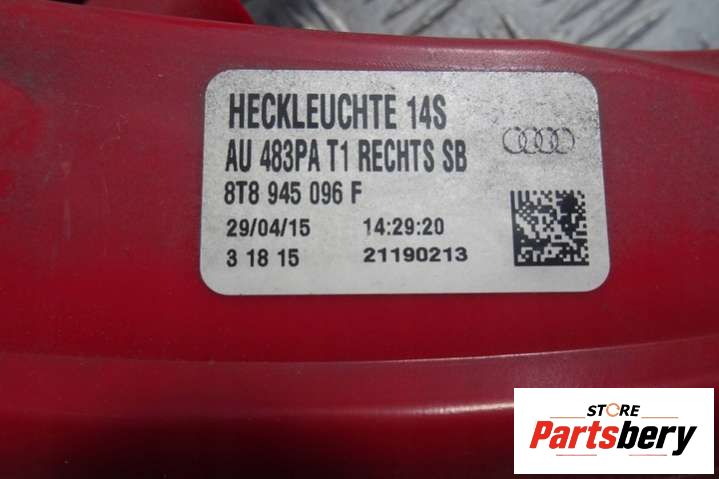 HECKLEUCHTE 14S
AU 483PA T1 RECHTS SB
8T8 945 096 F
29/04/15 14:29:20
3 18 15 21190213
STORE
Partsbery